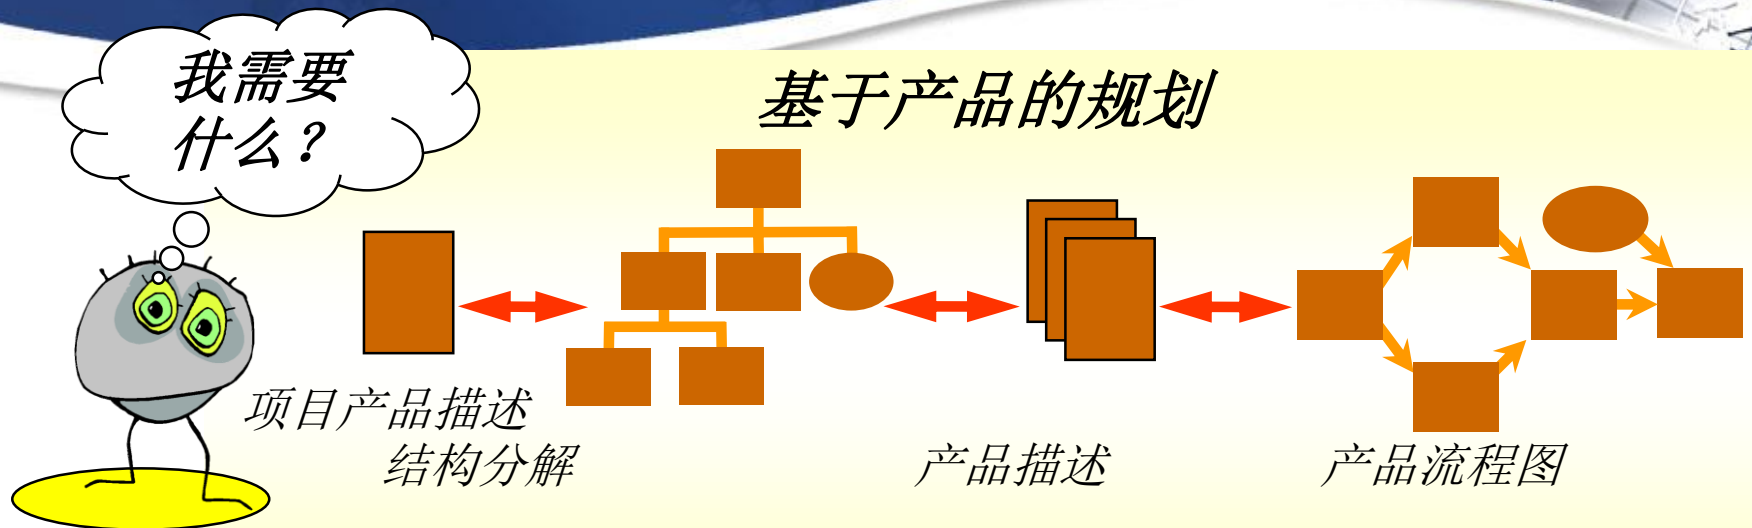 我需要
什么？
基于产品的规划
项目产品描述
结构分解
产品描述
产品流程图